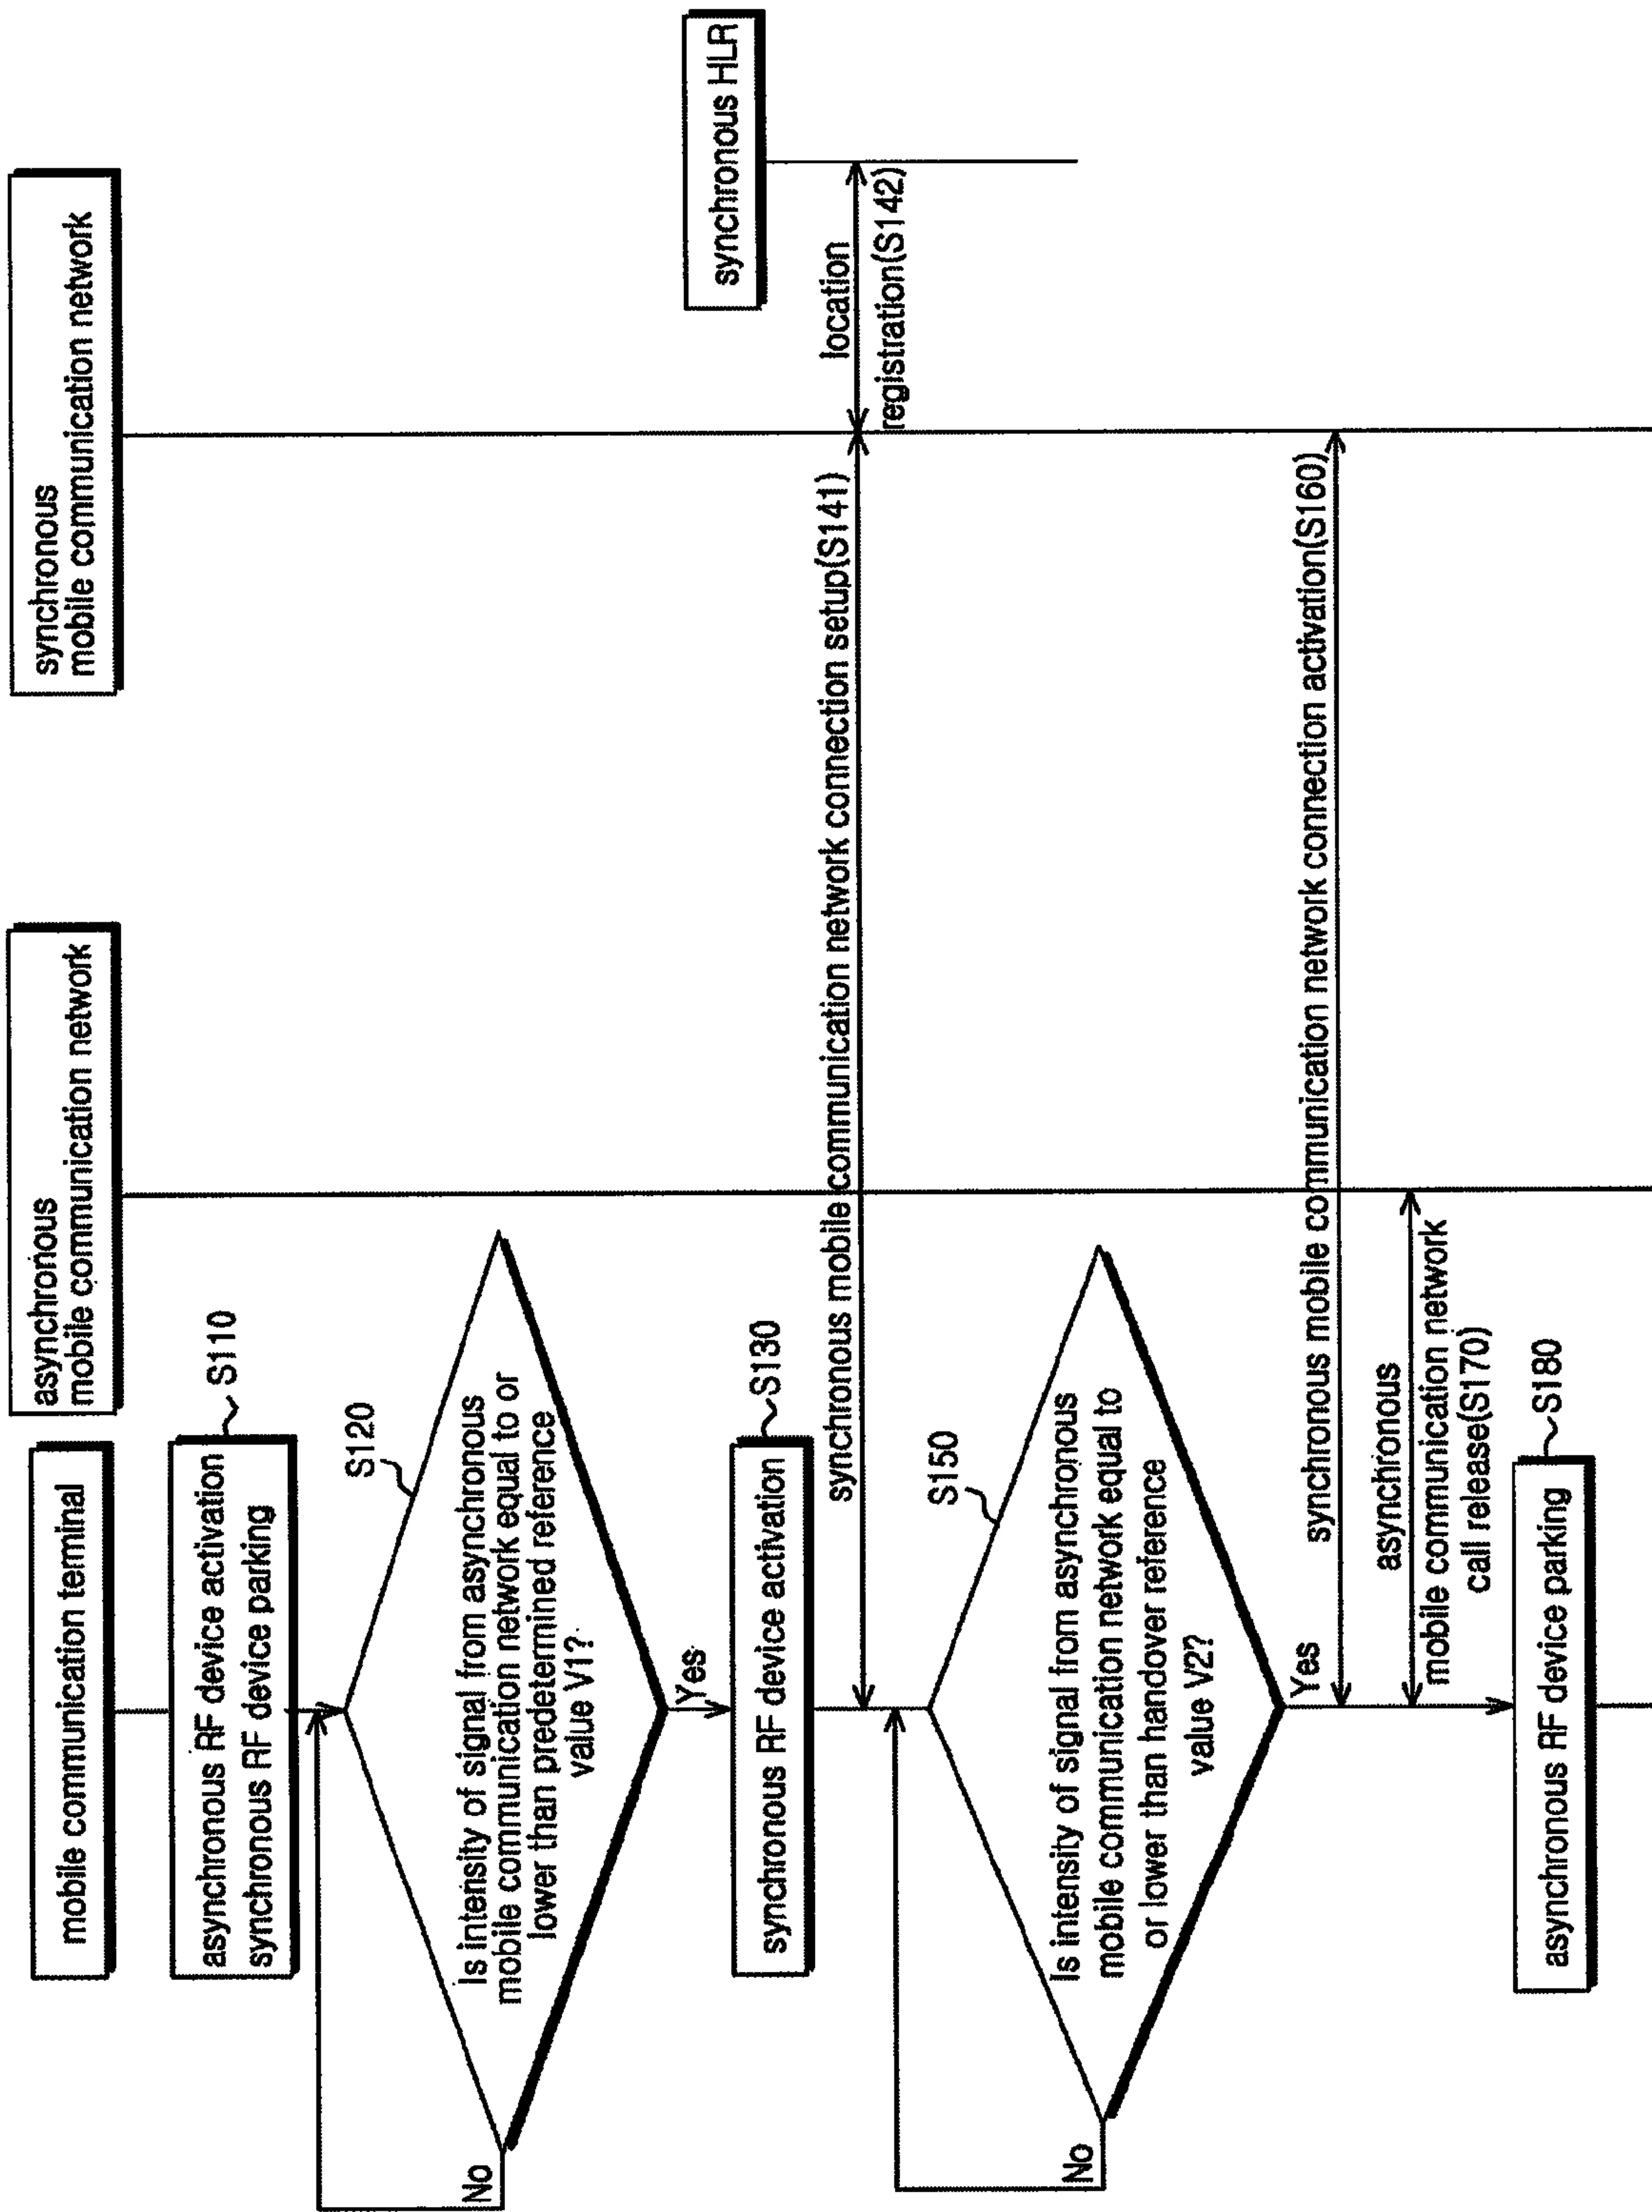 mobile communication terminal
asynchronous
mobile communication network
synchronous
mobile communication network
asynchronous RF device activation
synchronous RF device parking
S110
S120
Is intensity of signal from asynchronous
mobile communication network equal to or
lower than predetermined reference
value V1?
No
Yes
synchronous HLR
synchronous RF device activation
S130
synchronous mobile communication network connection setup(S141)
location
registration(S142)
S150
Is intensity of signal from asynchronous
mobile communication network equal to
or lower than handover reference
value V2?
No
Yes
synchronous mobile communication network connection activation(S160)
asynchronous
mobile communication network
call release(S170)
asynchronous RF device parking
S180